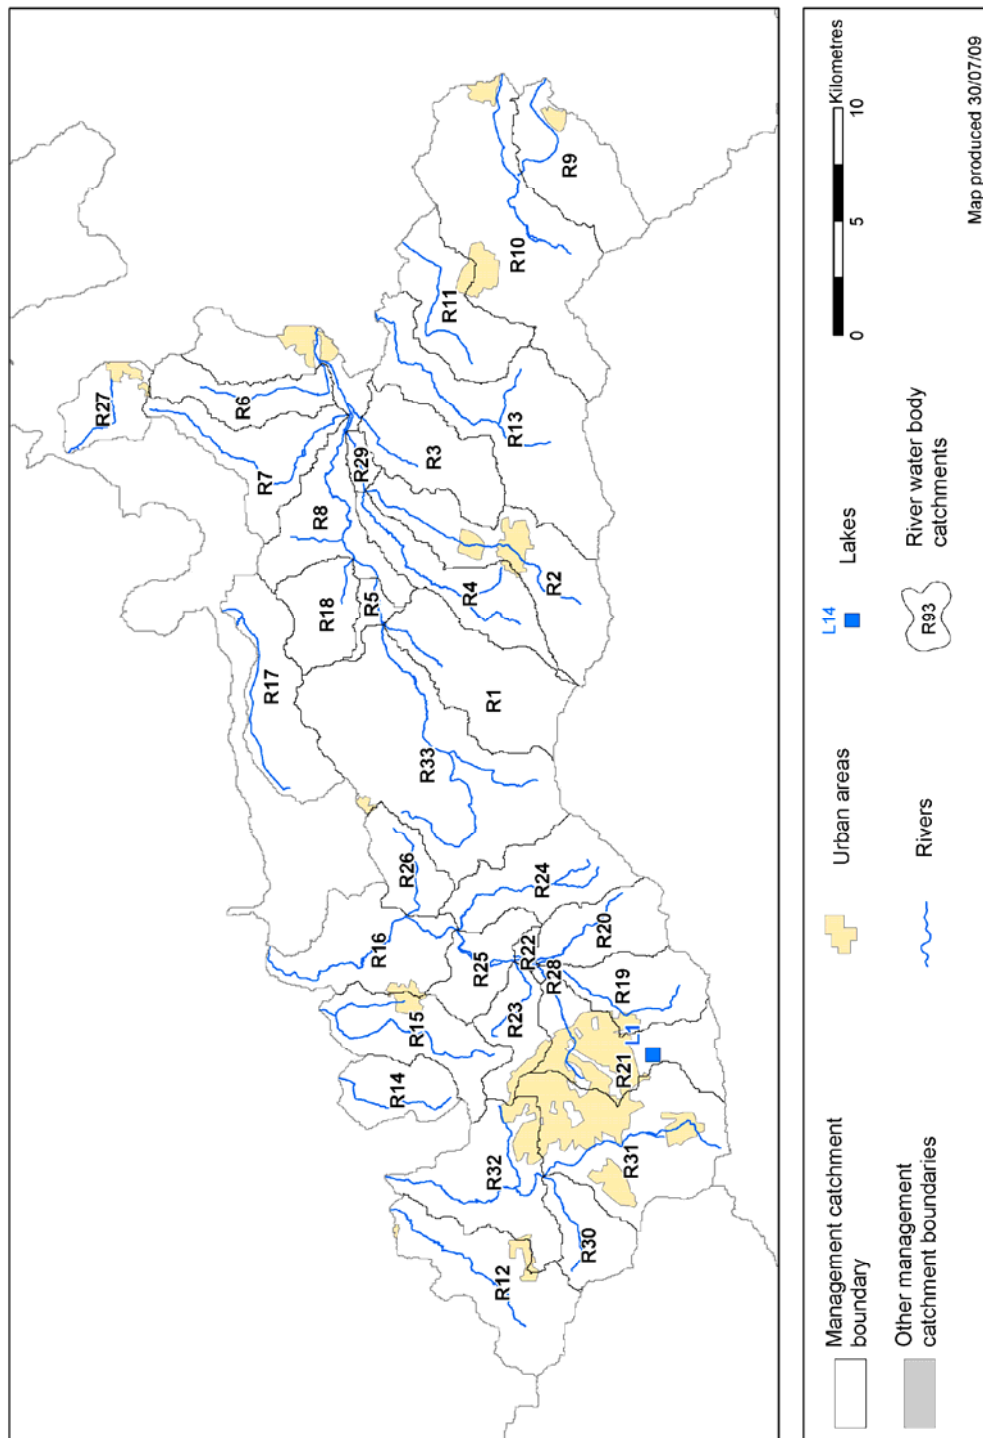 R27
R6
R7
R8
R29
R3
R18
R5
R17
R4
R2
R1
R33
R13
R11
R10
R9
R26
R24
R16
R25
R22
R20
R28
R23
R19
R15
R14
L1
R21
R31
R32
R30
R12
Management catchment boundary
Other management catchment boundaries
Urban areas
Rivers
L14
Lakes
R93
River water body catchments
0
5
10
Kilometres
Map produced 30/07/09